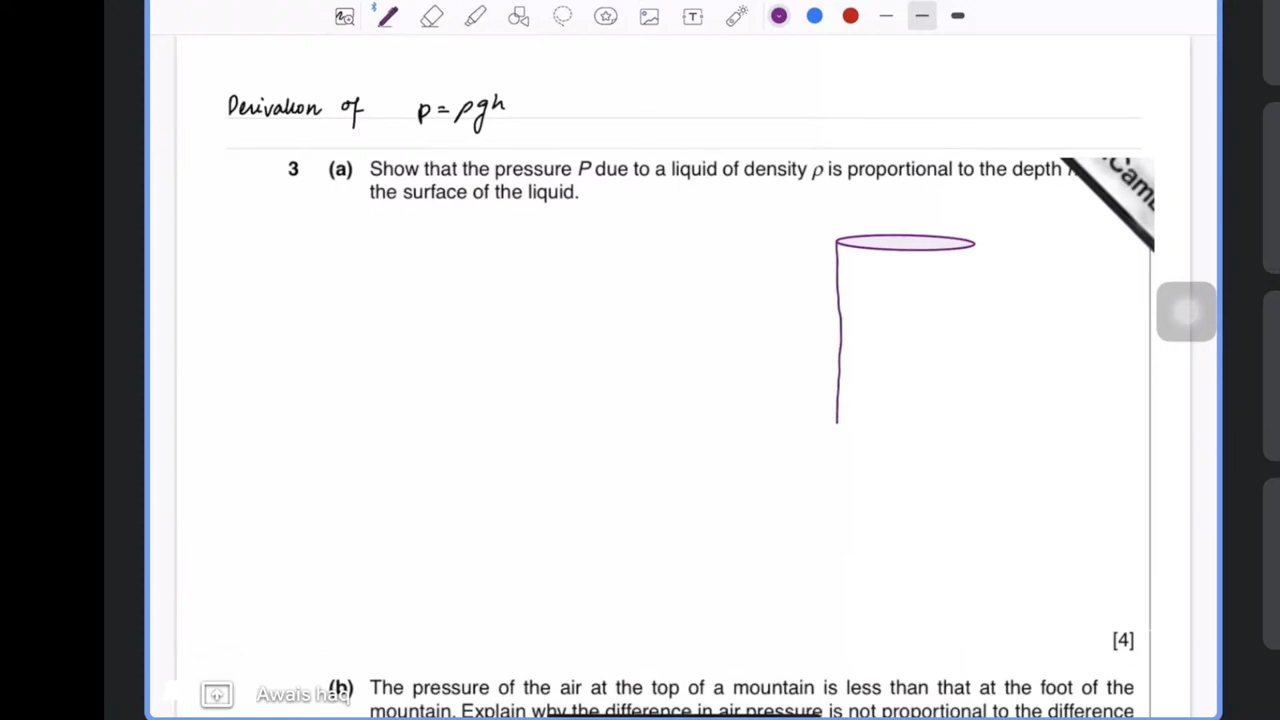 Derivation of p = ρgh
3 (a) Show that the pressure P due to a liquid of density ρ is proportional to the depth
the surface of the liquid.
[4]
(b) The pressure of the air at the top of a mountain is less than that at the foot of the
mountain. Explain why the difference in air pressure is not proportional to the difference
Awais haq